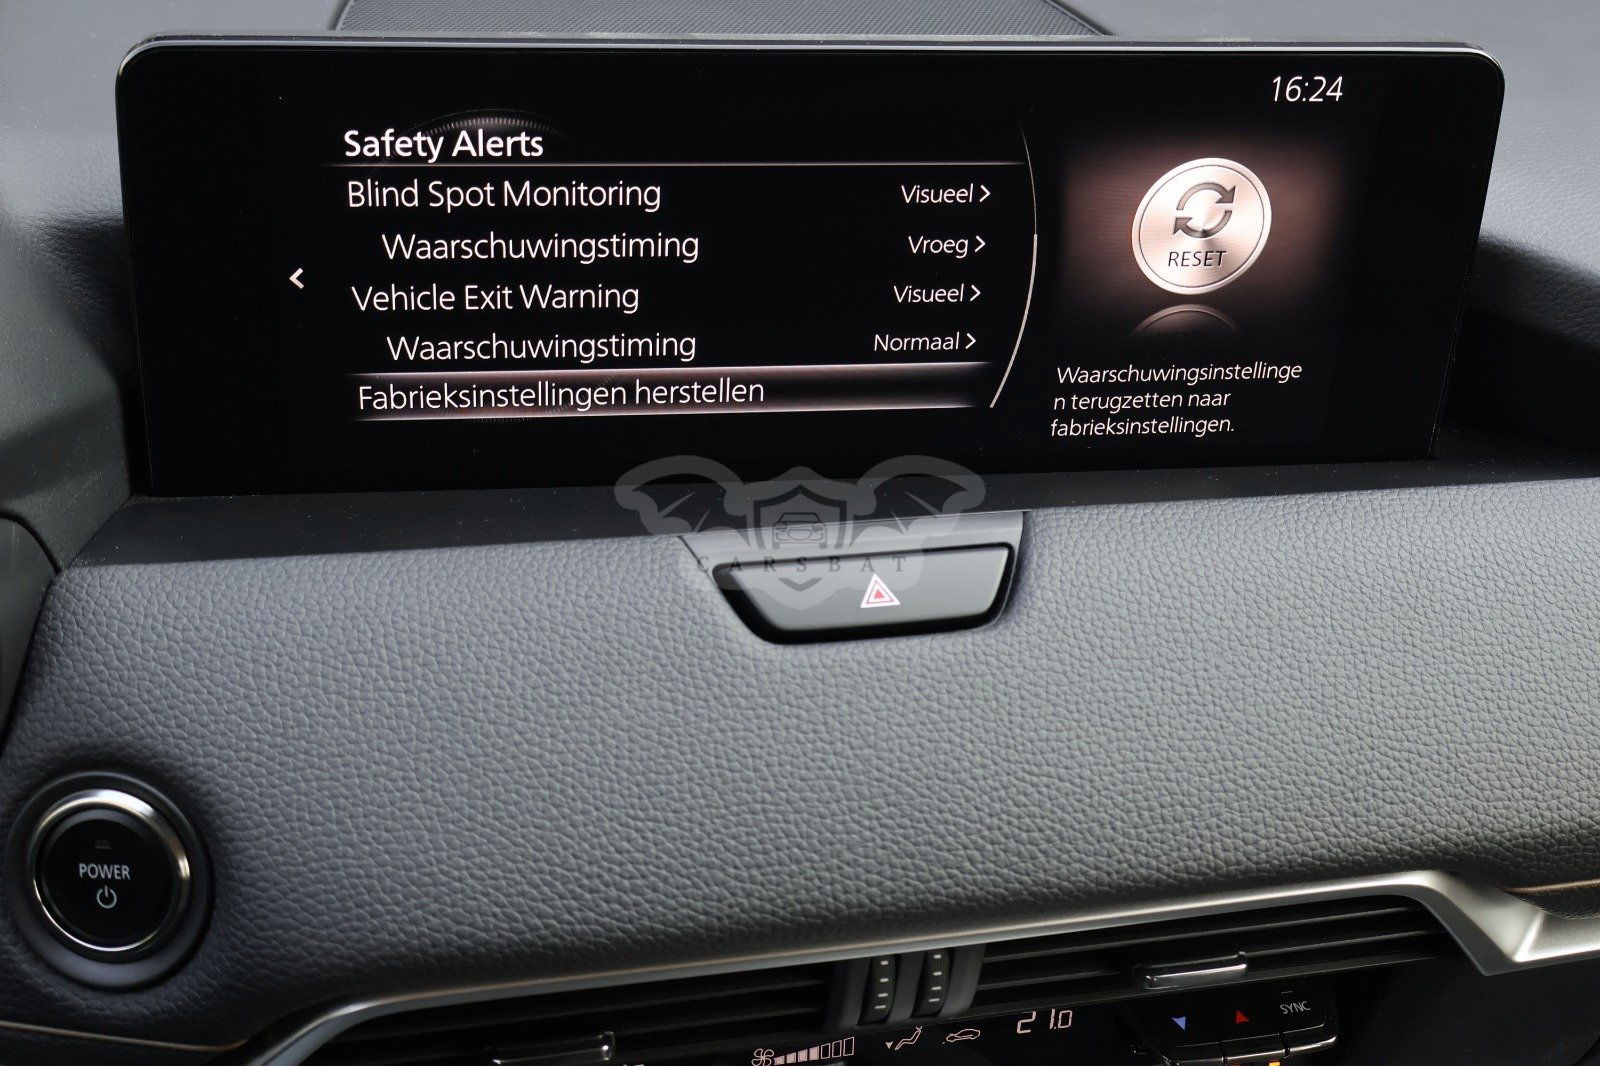 16:24
Safety Alerts
Blind Spot Monitoring Visueel >
Waarschuwingstiming Vroeg >
< Vehicle Exit Warning Visueel >
Waarschuwingstiming Normaal >
Fabrieksinstellingen herstellen
RESET
Waarschuwingsinstellinge
n terugzetten naar
fabrieksinstellingen.
CARSBAT
POWER
21.0
SYNC